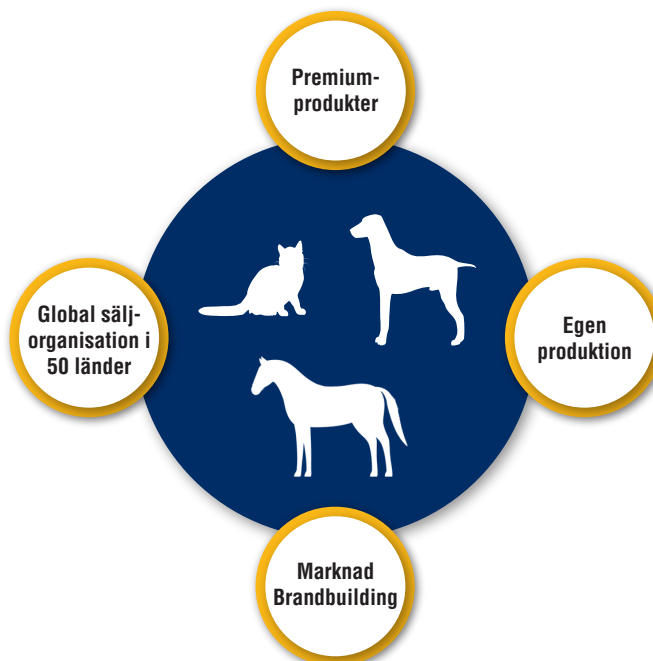 Premium-
produkter
Global sälj-
organisation i
50 länder
Egen
produktion
Marknad
Brandbuilding